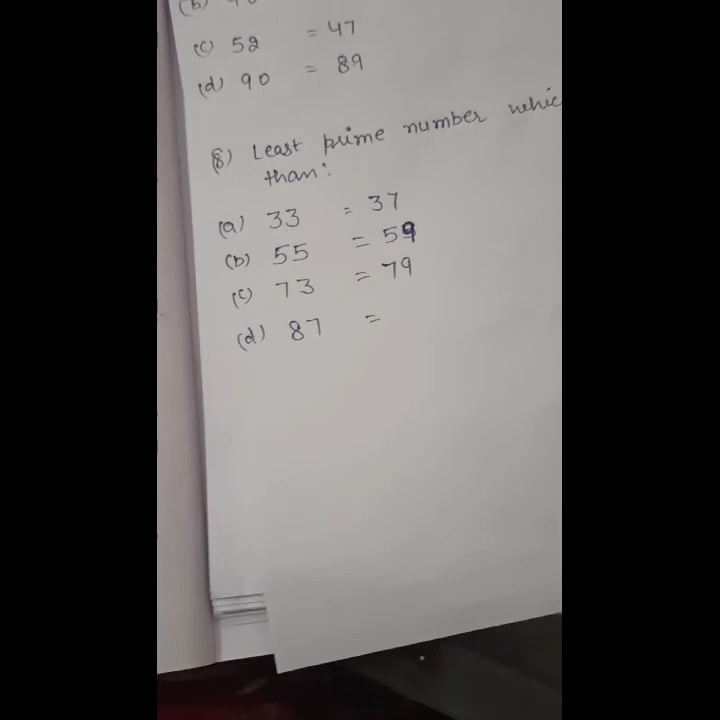 (b)
(c) 52 = 47
(d) 90 = 89
(8) Least prime number
than:
(a) 33 = 37
(b) 55 = 59
(c) 73 = 79
(d) 87 =